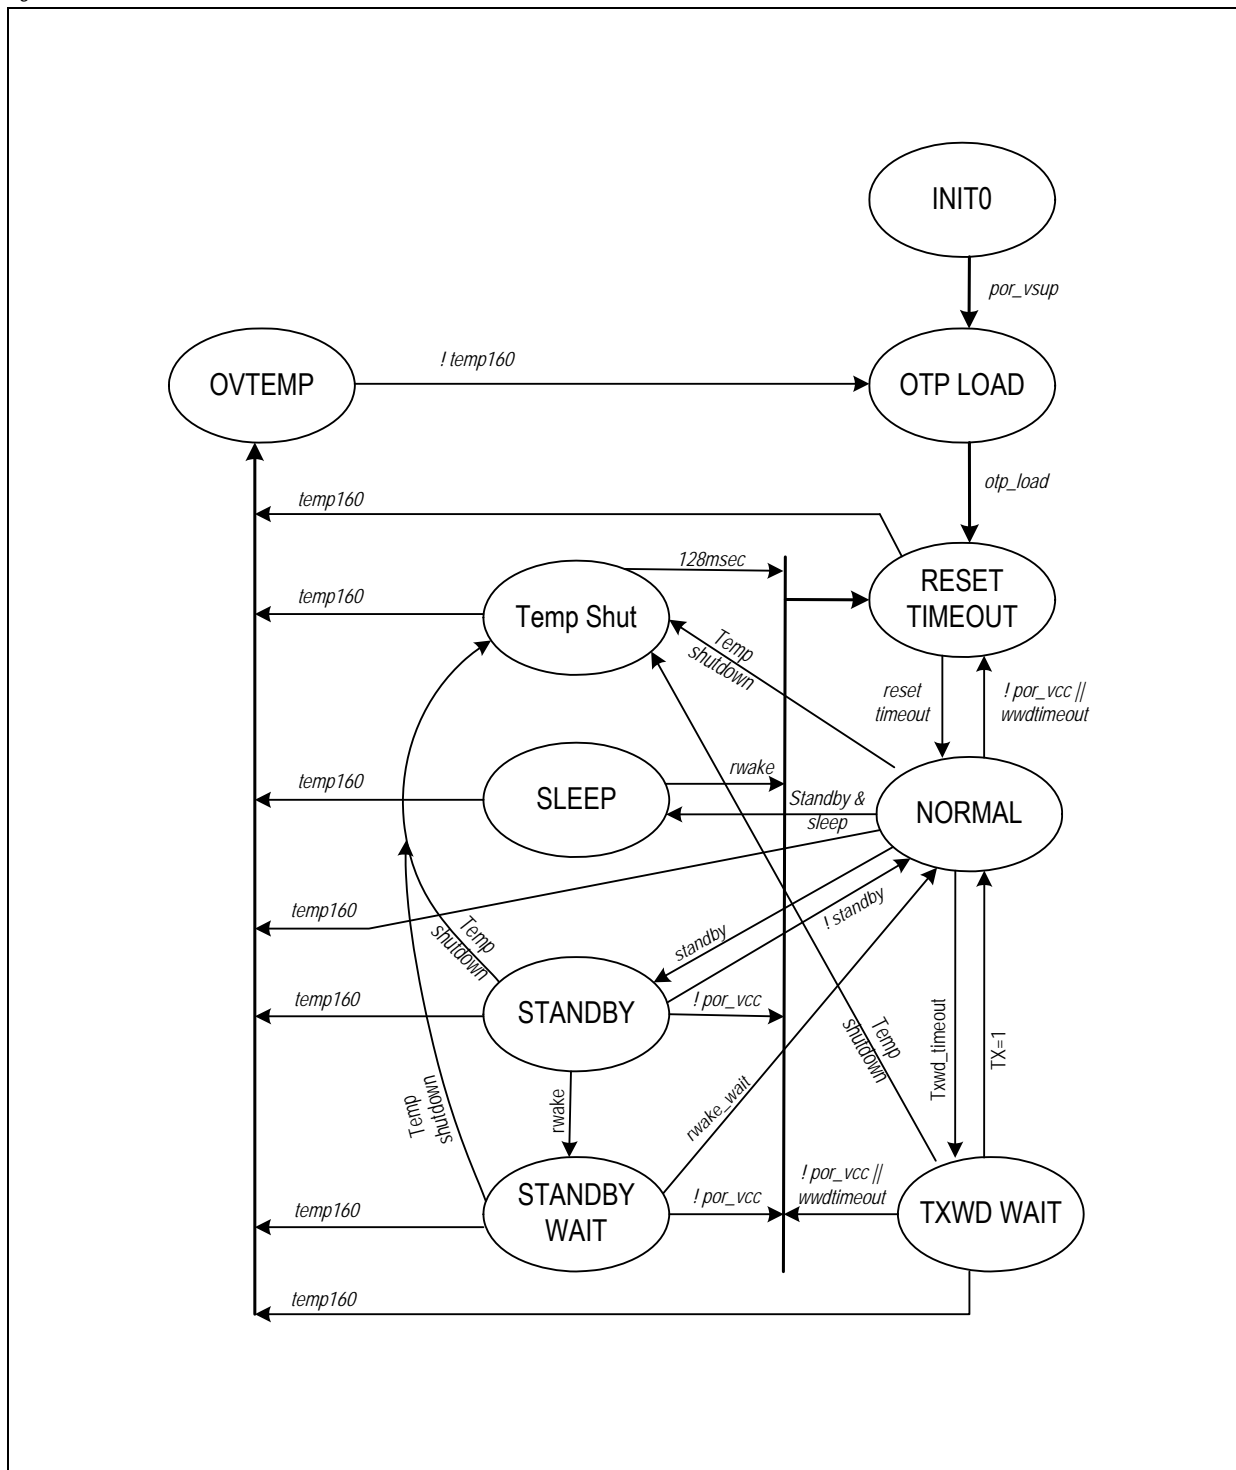 INIT0
por_vsup
OVTEMP
! temp160
OTP LOAD
otp_load
temp160
RESET
TIMEOUT
128msec
Temp Shut
temp160
Temp
shutdown
reset
timeout
! por_vcc ||
wwdtimeout
SLEEP
temp160
rwake
Standby &
sleep
NORMAL
temp160
Temp
shutdown
standby
! standby
STANDBY
temp160
! por_vcc
Temp
shutdown
Txwd_timeout
TX=1
Temp
shutdown
rwake
rwake_wait
STANDBY
WAIT
temp160
! por_vcc
! por_vcc ||
wwdtimeout
TXWD WAIT
temp160